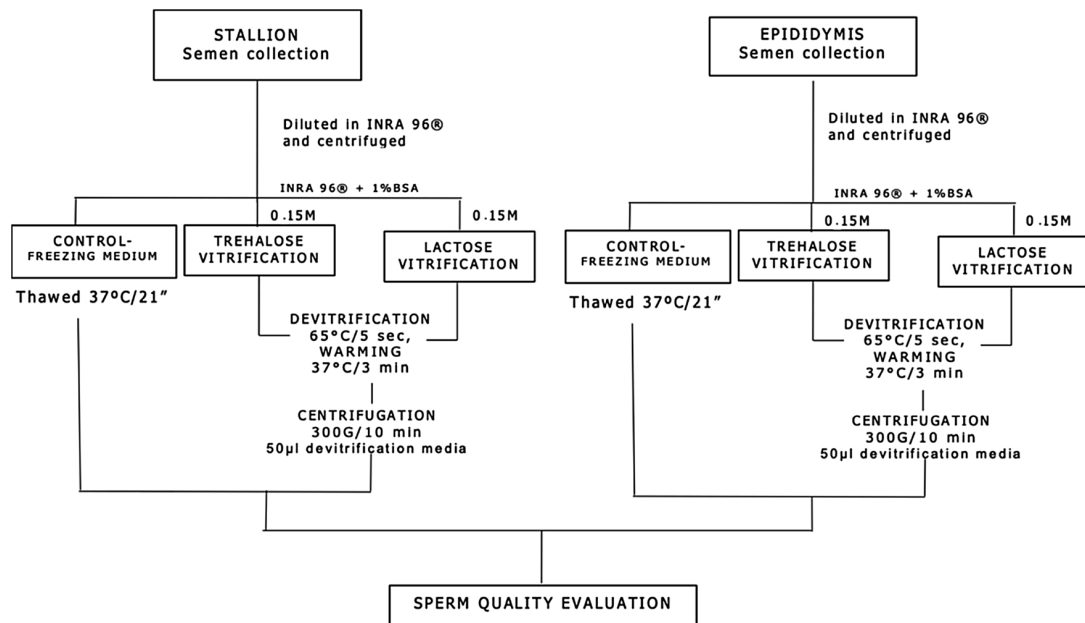 STALLION
Semen collection
Diluted in INRA 96®
and centrifuged
INRA 96® + 1%BSA
0.15M
0.15M
CONTROL-
FREEZING MEDIUM
TREHALOSE
VITRIFICATION
LACTOSE
VITRIFICATION
Thawed 37ºC/21”
DEVITRIFICATION
65°C/5 sec,
WARMING
37ºC/3 min
CENTRIFUGATION
300G/10 min
50µl devitrification media
EPIDIDYMIS
Semen collection
Diluted in INRA 96®
and centrifuged
INRA 96® + 1%BSA
0.15M
0.15M
CONTROL-
FREEZING MEDIUM
TREHALOSE
VITRIFICATION
LACTOSE
VITRIFICATION
Thawed 37ºC/21”
DEVITRIFICATION
65°C/5 sec,
WARMING
37ºC/3 min
CENTRIFUGATION
300G/10 min
50µl devitrification media
SPERM QUALITY EVALUATION